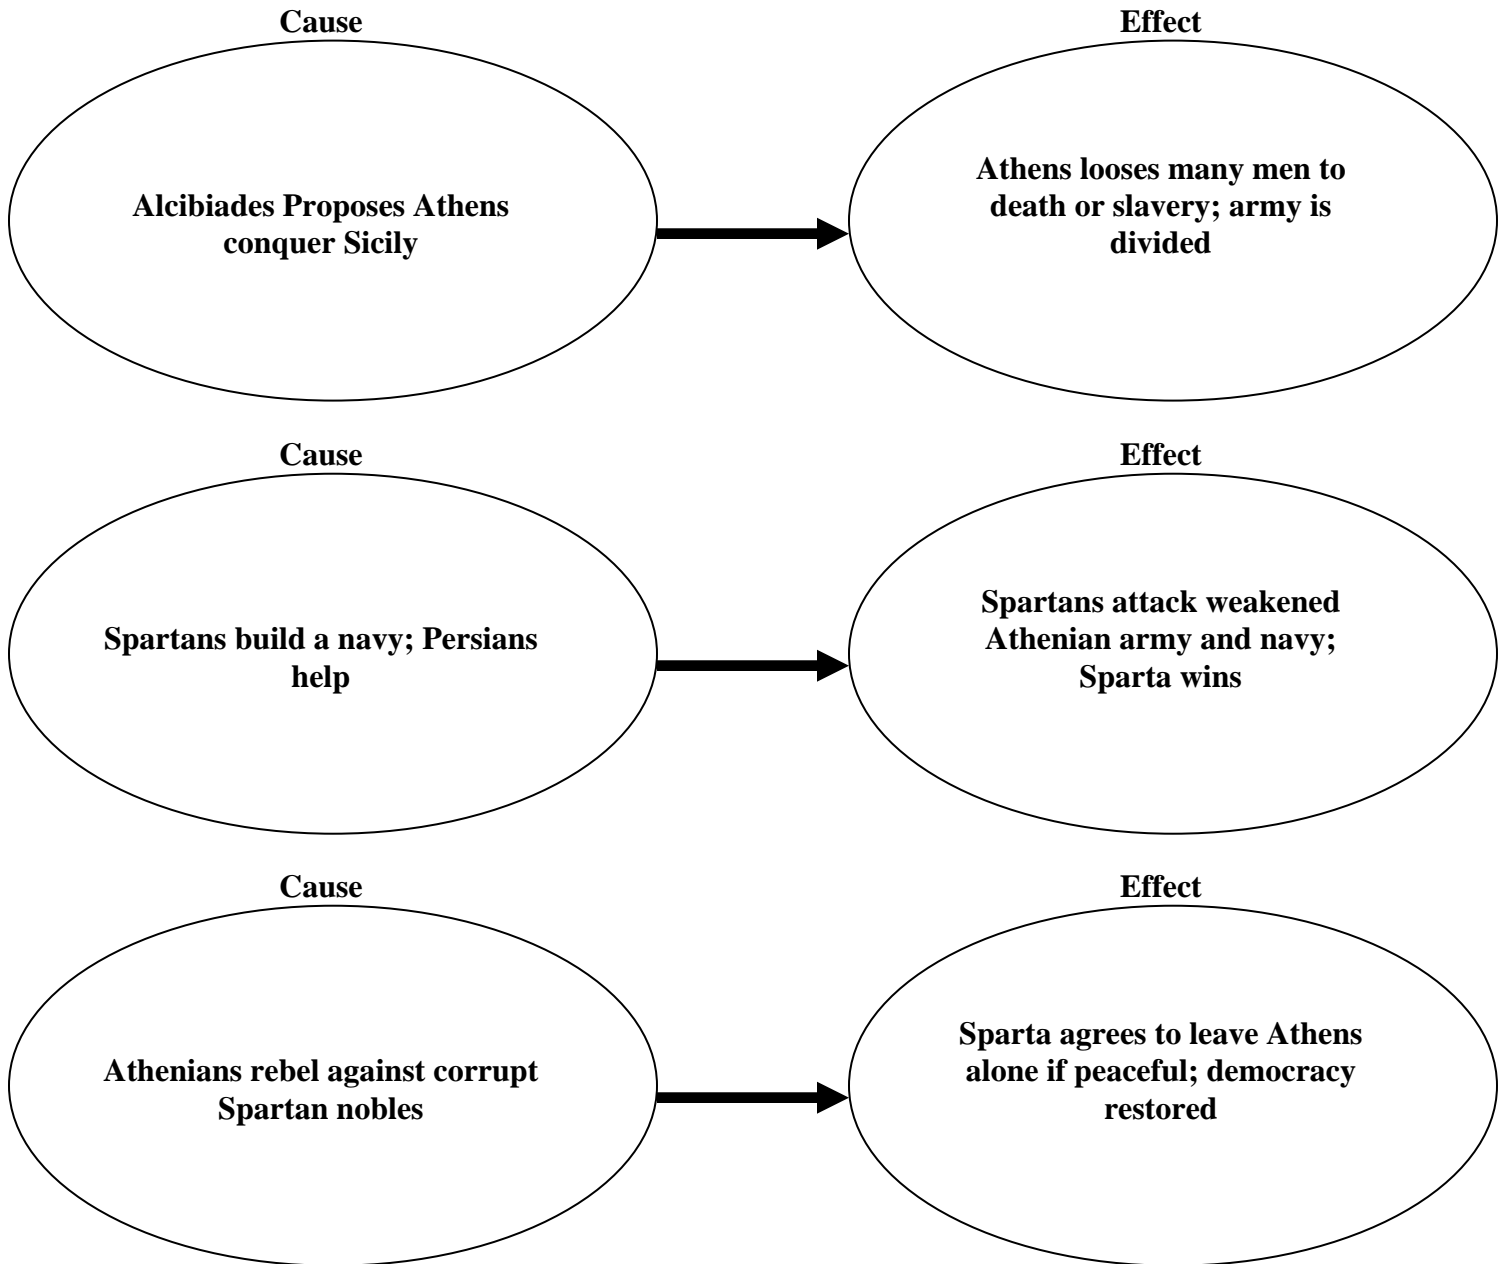 Cause
Effect
Alcibiades Proposes Athens
conquer Sicily
Athens looses many men to
death or slavery; army is
divided
Cause
Effect
Spartans build a navy; Persians
help
Spartans attack weakened
Athenian army and navy;
Sparta wins
Cause
Effect
Athenians rebel against corrupt
Spartan nobles
Sparta agrees to leave Athens
alone if peaceful; democracy
restored